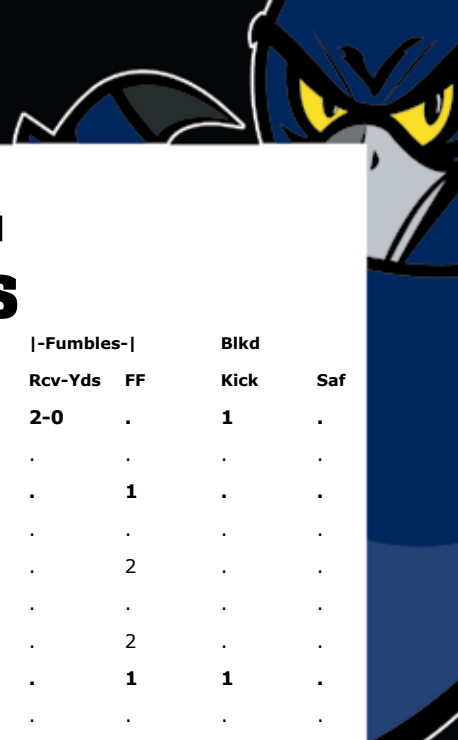 s
|-Fumbles-| Blkd
Rcv-Yds FF Kick Saf
2-0 . 1 .
. . . .
. 1 . .
. . . .
. 2 . .
. . . .
. 2 . .
. 1 1 .
. . . .